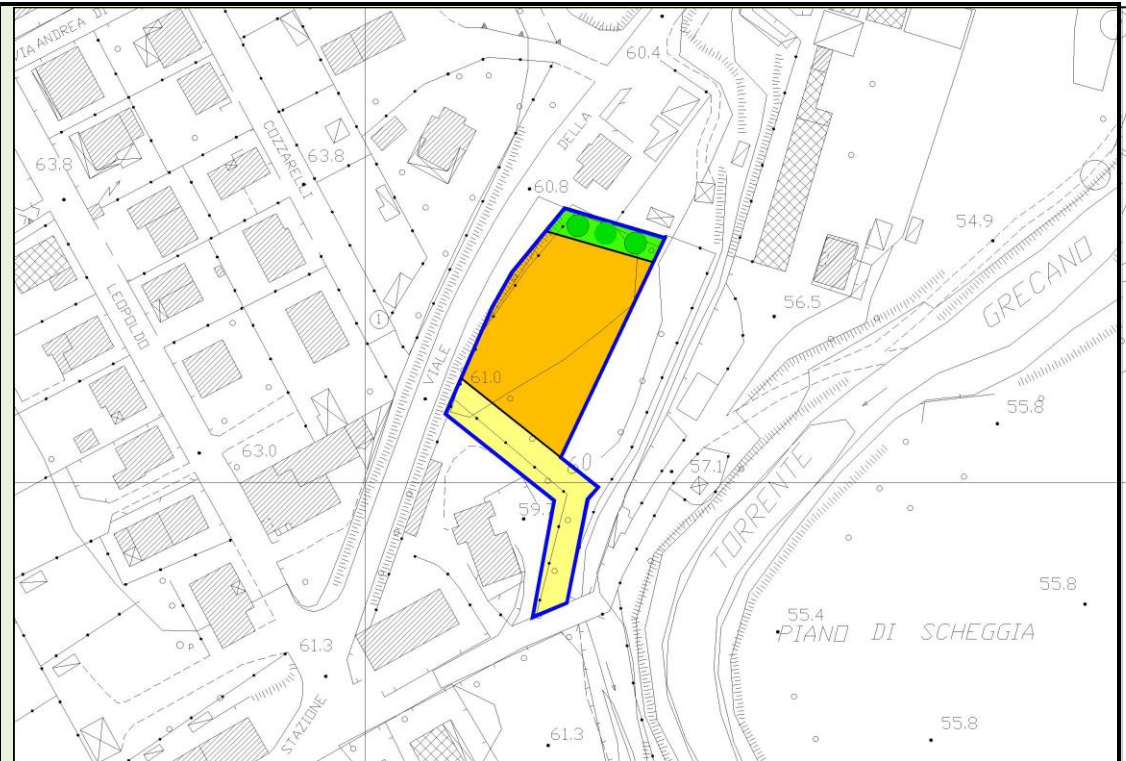 VIA ANDREA DI
60.4
COZZARELLI
DELLA
63.8
63.8
60.8
54.9
GRECANO
56.5
LEOPOLDO
1
VIALE
61.0
55.8
63.0
57.1
TORRENTE
55.8
55.4
PIANO DI SCHEGGIA
61.3
STAZIONE
61.3
55.8